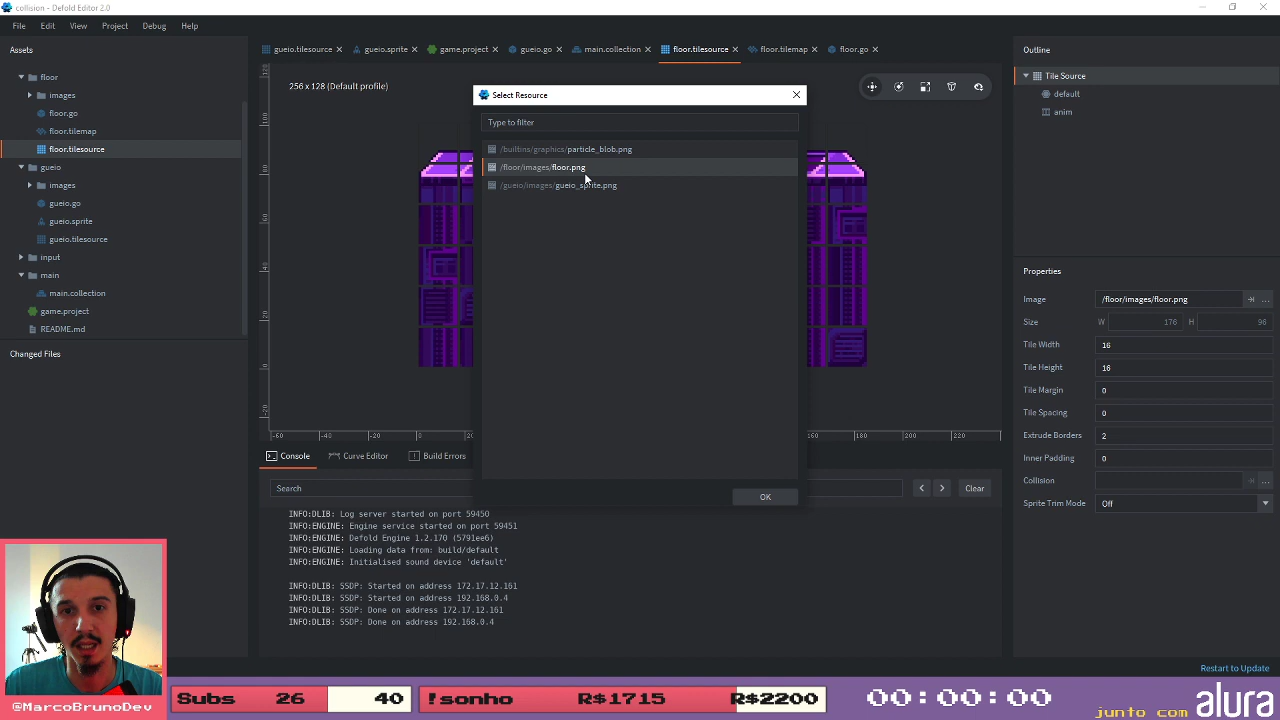 collision - Defold Editor 2.0
File Edit View Project Debug Help
Assets
floor
images
floor.go
floor.tilemap
floor.tilesource
gueio
images
gueio.go
gueio.sprite
gueio.tilesource
input
main
main.collection
game.project
README.md
Changed Files
gueio.tilesource gueio.sprite game.project gueio.go main.collection floor.tilesource floor.tilemap floor.go
256 x 128 (Default profile)
Select Resource
Type to filter
/builtins/graphics/particle_blob.png
/floor/images/floor.png
/gueio/images/gueio_sprite.png
OK
Console Curve Editor Build Errors
Search
Clear
INFO:DLIB: Log server started on port 59450
INFO:ENGINE: Engine service started on port 59451
INFO:ENGINE: Defold Engine 1.2.170 (5791ee6)
INFO:ENGINE: Loading data from: build/default
INFO:ENGINE: Initialised sound device 'default'
INFO:DLIB: SSDP: Started on address 172.17.12.161
INFO:DLIB: SSDP: Started on address 192.168.0.4
INFO:DLIB: SSDP: Done on address 172.17.12.161
INFO:DLIB: SSDP: Done on address 192.168.0.4
Outline
Tile Source
default
anim
Properties
Image /floor/images/floor.png ...
Size W 176 H 96
Tile Width 16
Tile Height 16
Tile Margin 0
Tile Spacing 0
Extrude Borders 2
Inner Padding 0
Collision ...
Sprite Trim Mode Off
Restart to Update
@MarcoBrunoDev
Subs 26 40
!sonho R$1715 R$2200
00:00:00
junto com alura